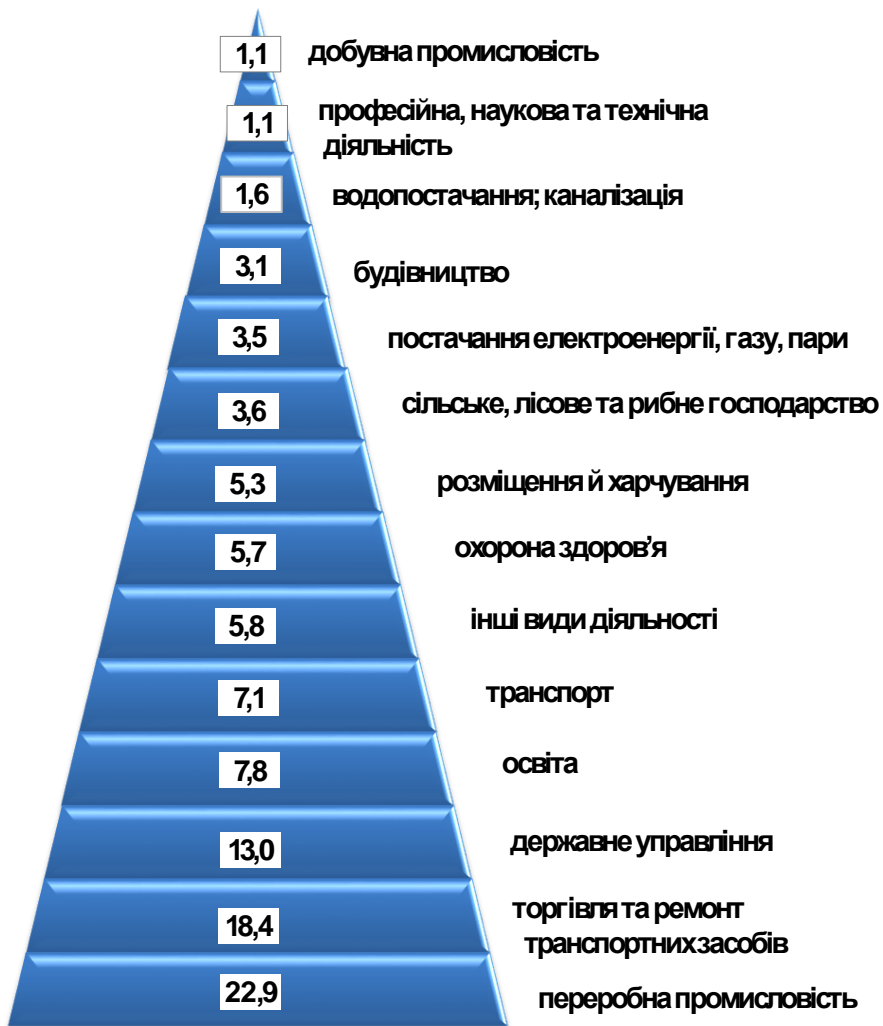 1,1 добувна промисловість
1,1 професійна, наукова та технічна
діяльність
1,6 водопостачання; каналізація
3,1 будівництво
3,5 постачання електроенергії, газу, пари
3,6 сільське, лісове та рибне господарство
5,3 розміщення й харчування
5,7 охорона здоров’я
5,8 інші види діяльності
7,1 транспорт
7,8 освіта
13,0 державне управління
18,4 торгівля та ремонт
транспортних засобів
22,9 переробна промисловість